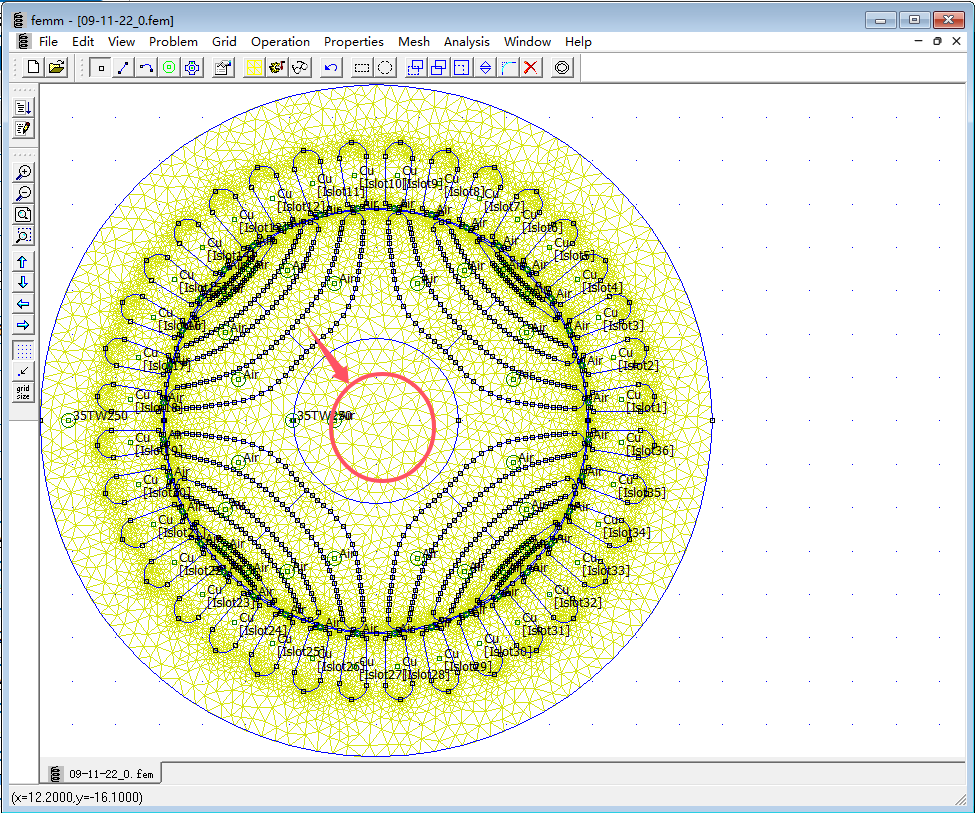 femm - [09-11-22_0.fem]
File Edit View Problem Grid Operation Properties Mesh Analysis Window Help
grid
size
Cu Cu Cu Cu
[Islot11] [Islot10] [Islot9]
Cu Cu Cu
[Islot12] [Islot8] [Islot7]
Air Air Air Air
Cu Cu
[Islot6]
Cu Cu
[Islot5]
Air Air Air Air
Cu Cu
[Islot4]
Air Air
Cu Cu
[Islot3]
Air Air
Cu Cu
[Islot17] [Islot2]
Air Air
Cu Cu
[Islot18] [Islot1]
Air Air
35TW250 35TW250 Air
Cu Cu
[Islot19] [Islot36]
Air Air
Cu Cu
[Islot20] [Islot35]
Air Air
Cu Cu
[Islot21] [Islot34]
Air Air
Cu Cu
[Islot22] [Islot33]
Air Air
Cu Cu
[Islot23] [Islot32]
Air Air
Cu Cu
[Islot24] [Islot31]
Air Air
Cu Cu
[Islot25] [Islot30]
Cu Cu Cu Cu
[Islot26] [Islot27] [Islot28] [Islot29]
09-11-22_0.fem
(x=12.2000,y=-16.1000)